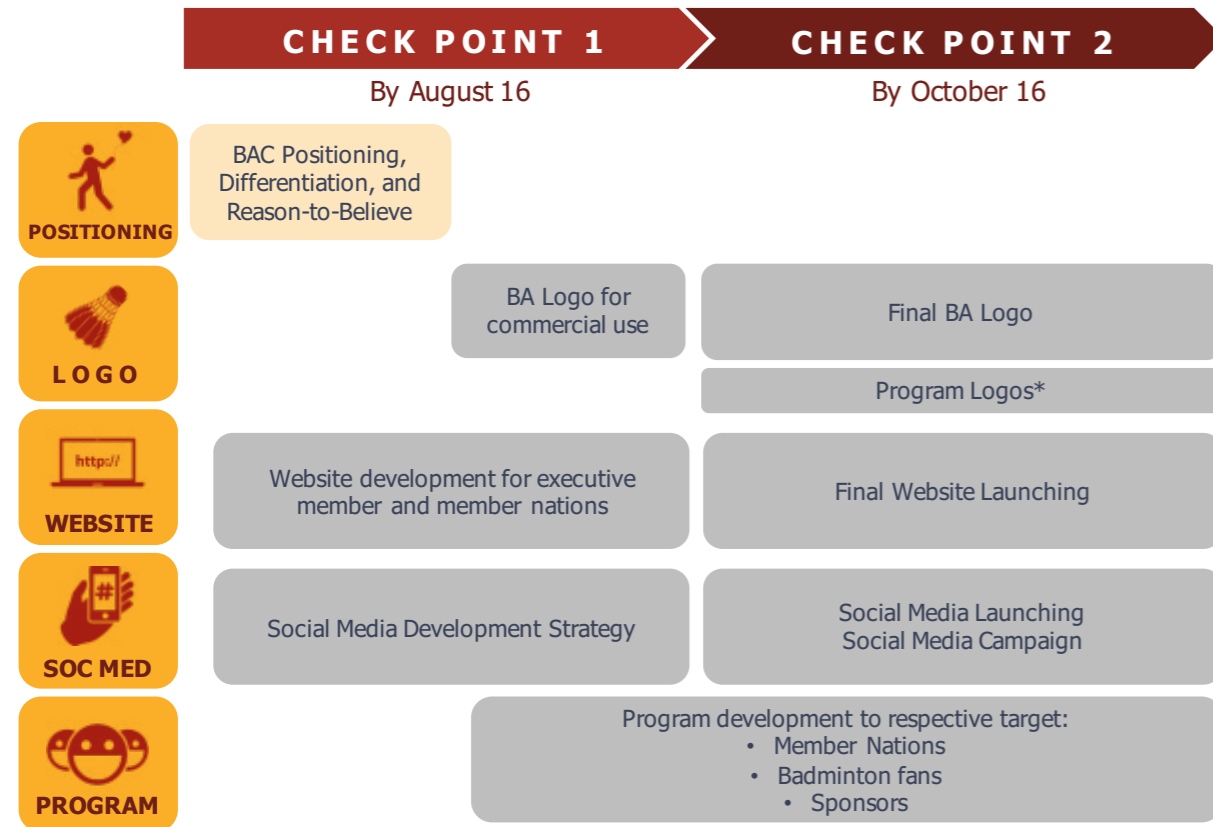 CHECK POINT 1
CHECK POINT 2
By August 16
By October 16
POSITIONING
BAC Positioning,
Differentiation, and
Reason-to-Believe
LOGO
BA Logo for
commercial use
Final BA Logo
Program Logos*
http://
WEBSITE
Website development for executive
member and member nations
Final Website Launching
#
SOC MED
Social Media Development Strategy
Social Media Launching
Social Media Campaign
PROGRAM
Program development to respective target:
• Member Nations
• Badminton fans
• Sponsors